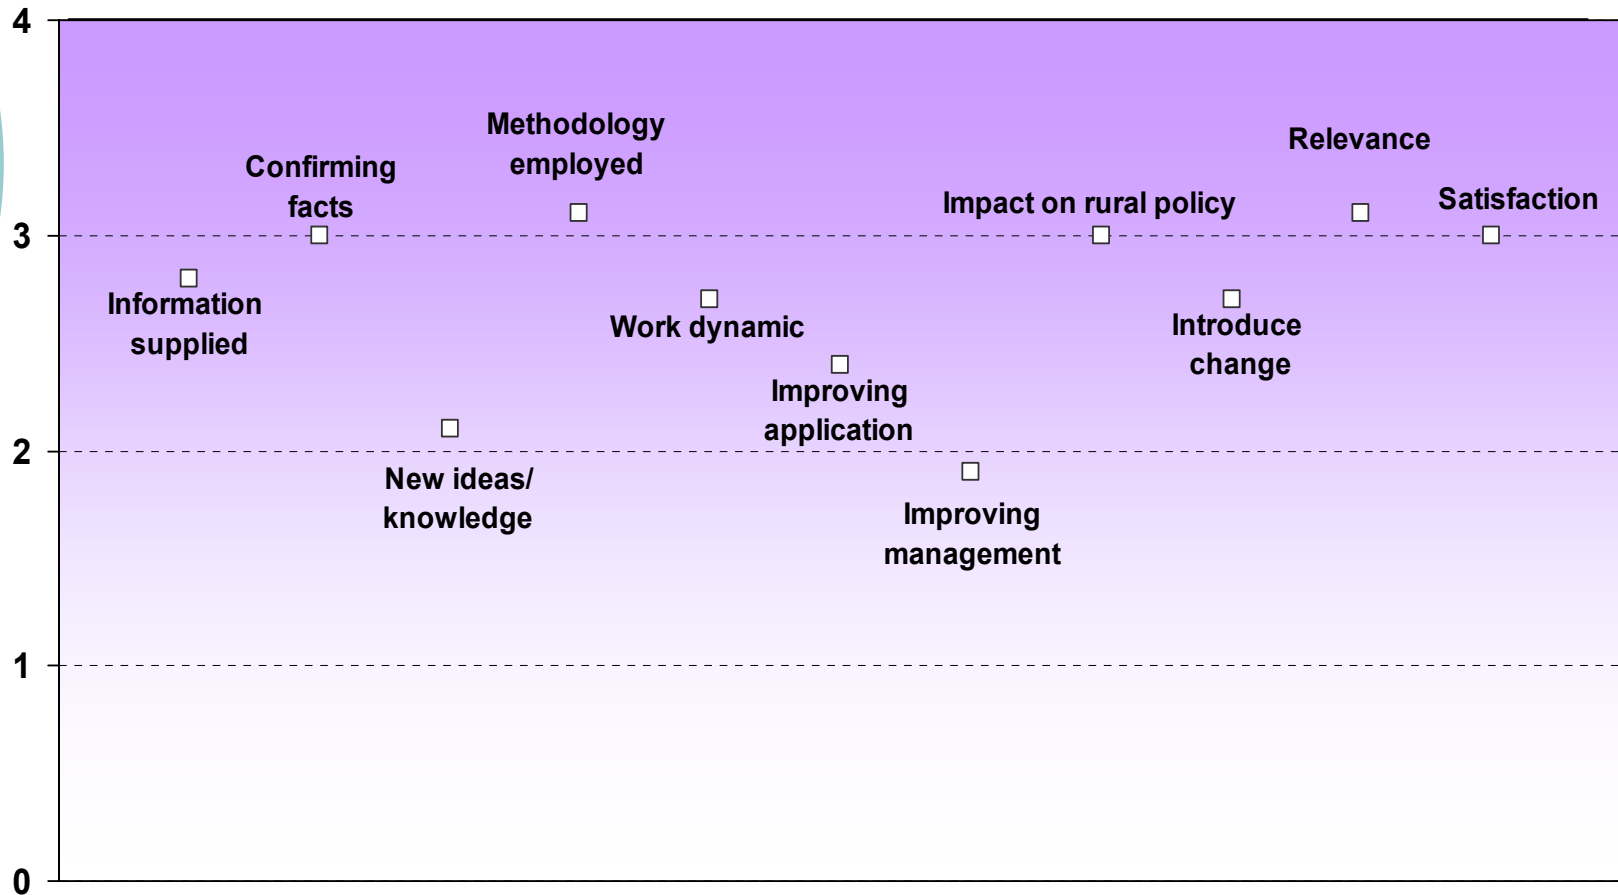 4
Methodology
employed
Relevance
Confirming
facts
Impact on rural policy
Satisfaction
3
Information
supplied
Work dynamic
Introduce
change
Improving
application
2
New ideas/
knowledge
Improving
management
1
0